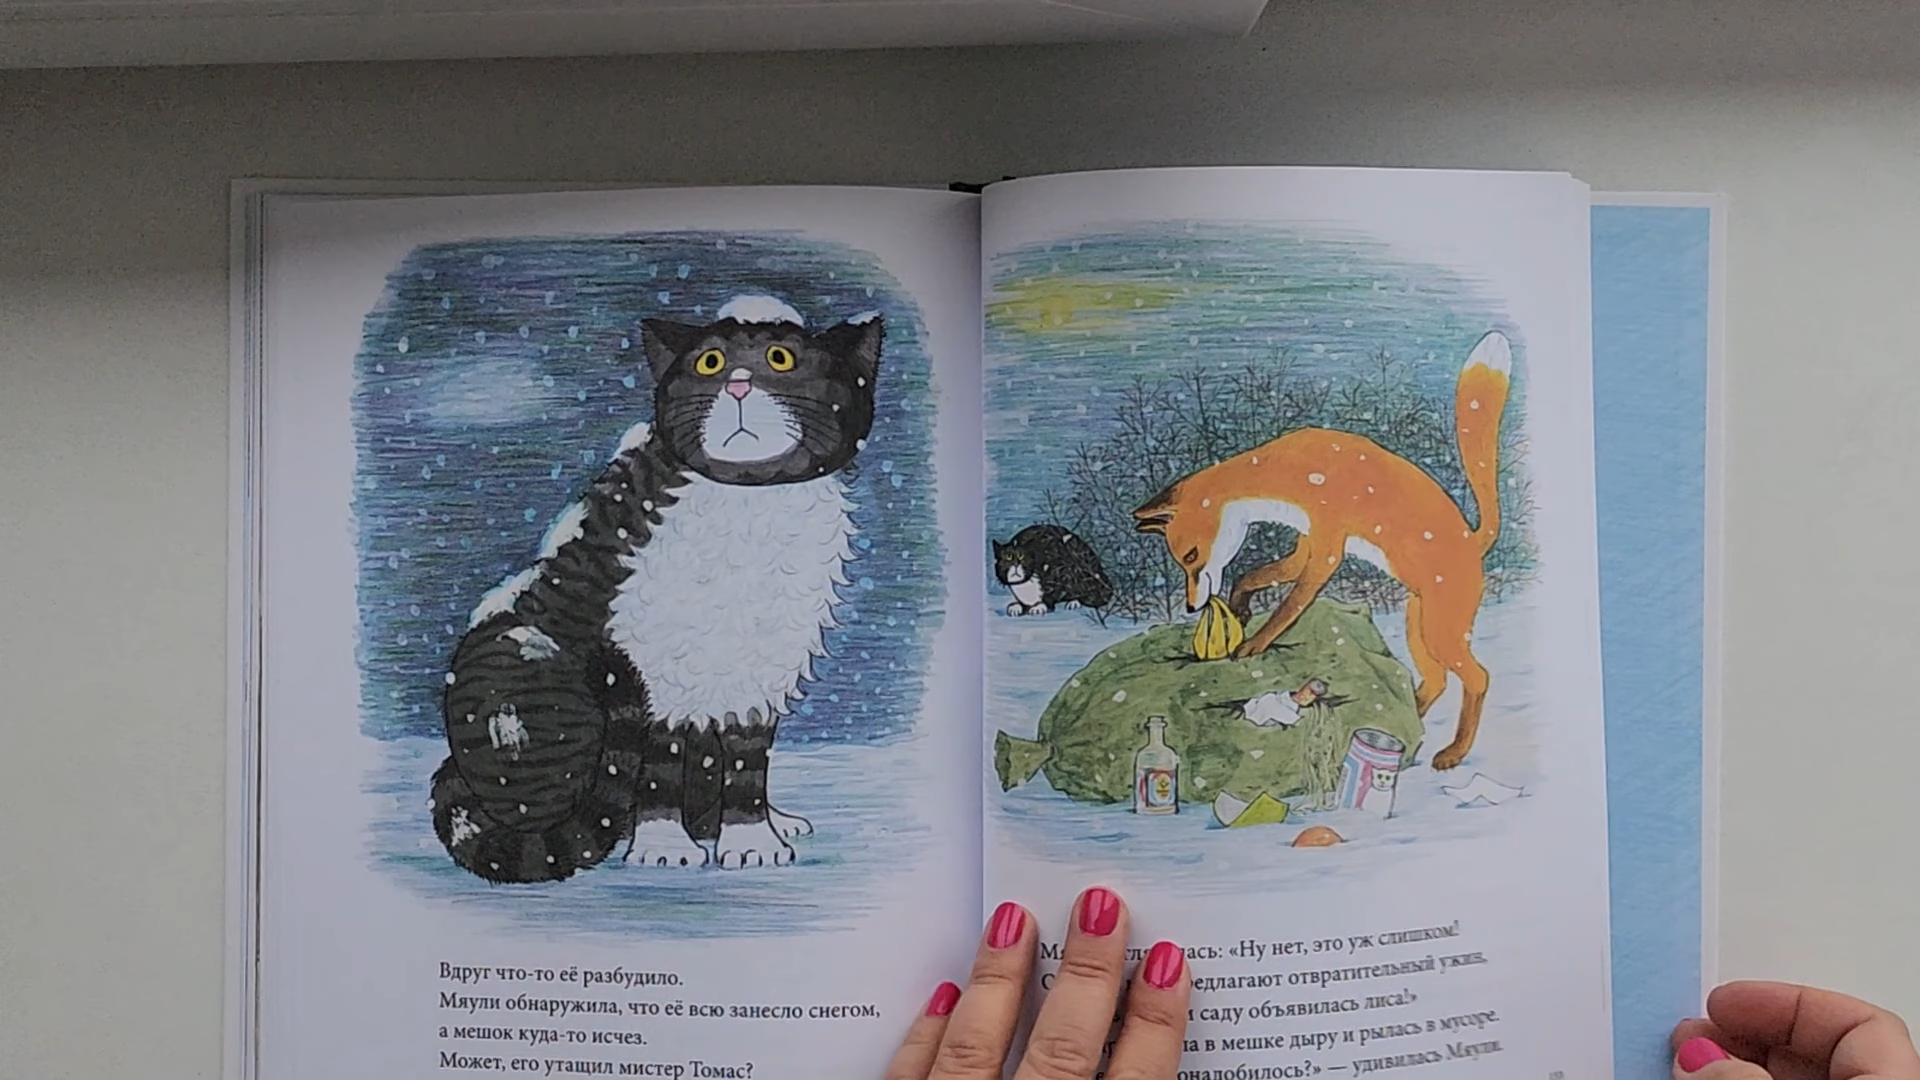 Вдруг что-то её разбудило.
Мяули обнаружила, что её всю занесло снегом,
а мешок куда-то исчез.
Может, его утащил мистер Томас?
«Ну нет, это уж слишком!
отвратительный ужин,
саду объявилась лиса!»
в мешке дыру и рылась в мусоре.
— удивилась Мяули.